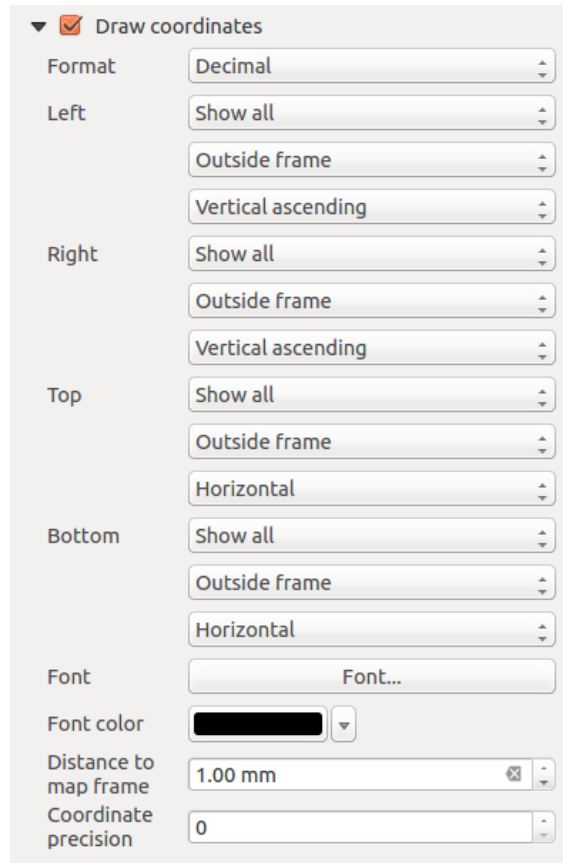 Draw coordinates
Format Decimal
Left Show all
Outside frame
Vertical ascending
Right Show all
Outside frame
Vertical ascending
Top Show all
Outside frame
Horizontal
Bottom Show all
Outside frame
Horizontal
Font Font...
Font color
Distance to
map frame 1.00 mm
Coordinate
precision 0